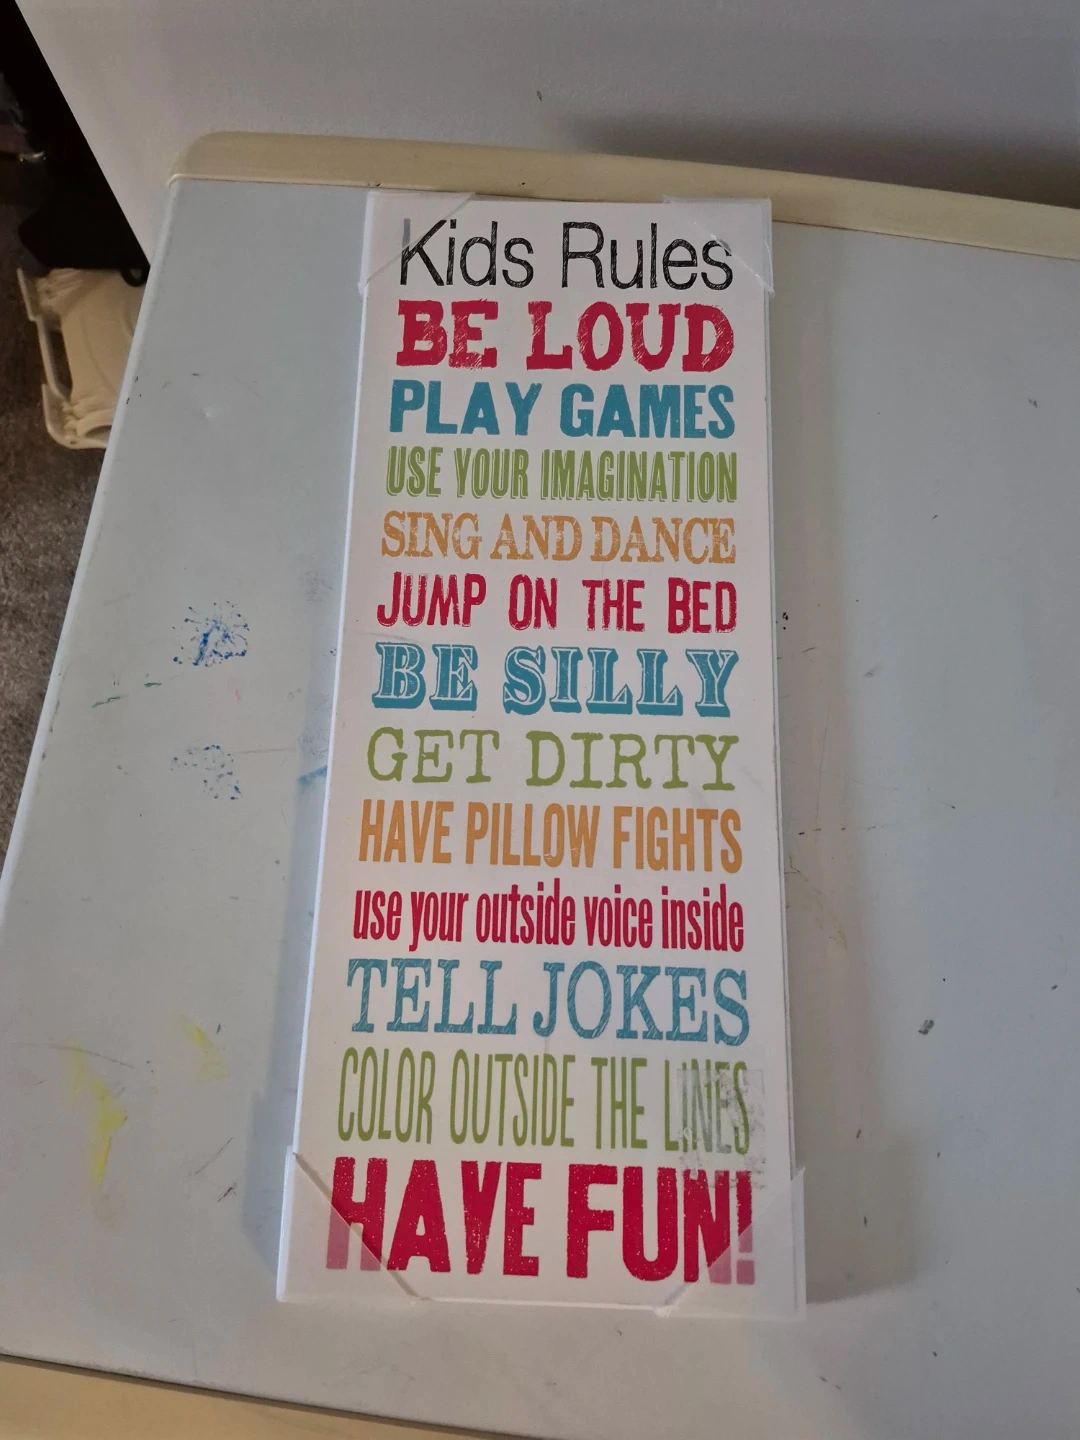 Kids Rules
BE LOUD
PLAY GAMES
USE YOUR IMAGINATION
SING AND DANCE
JUMP ON THE BED
BE SILLY
GET DIRTY
HAVE PILLOW FIGHTS
use your outside voice inside
TELL JOKES
COLOR OUTSIDE THE LINES
HAVE FUN!